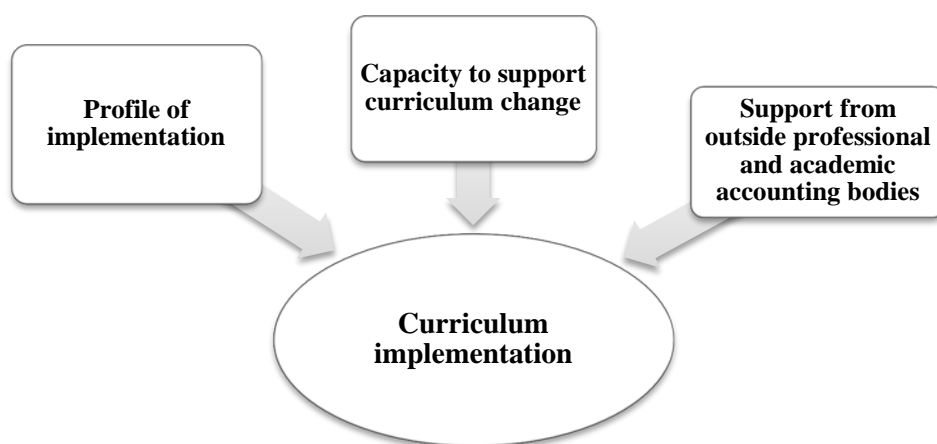 Profile of
implementation
Capacity to support
curriculum change
Support from
outside professional
and academic
accounting bodies
Curriculum
implementation